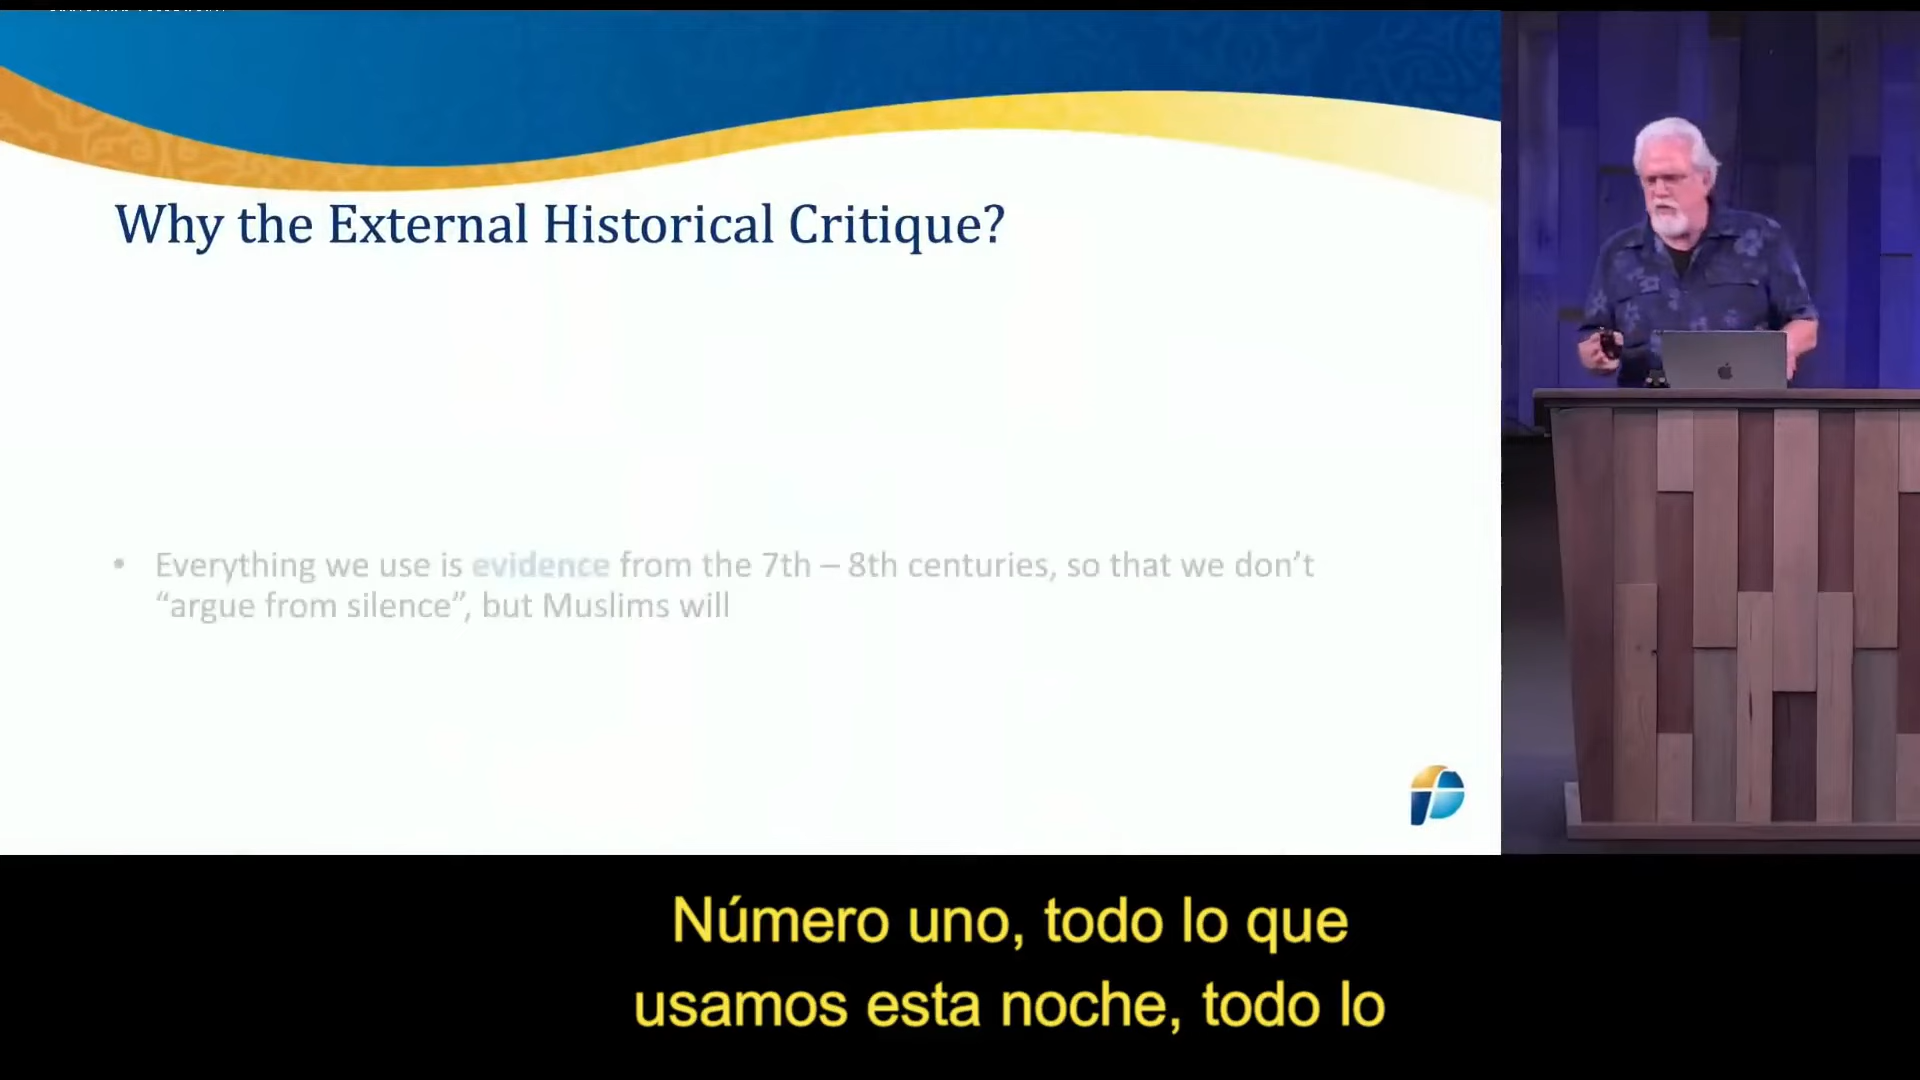 Why the External Historical Critique?
• Everything we use is evidence from the 7th – 8th centuries, so that we don’t
“argue from silence”, but Muslims will
Número uno, todo lo que
usamos esta noche, todo lo